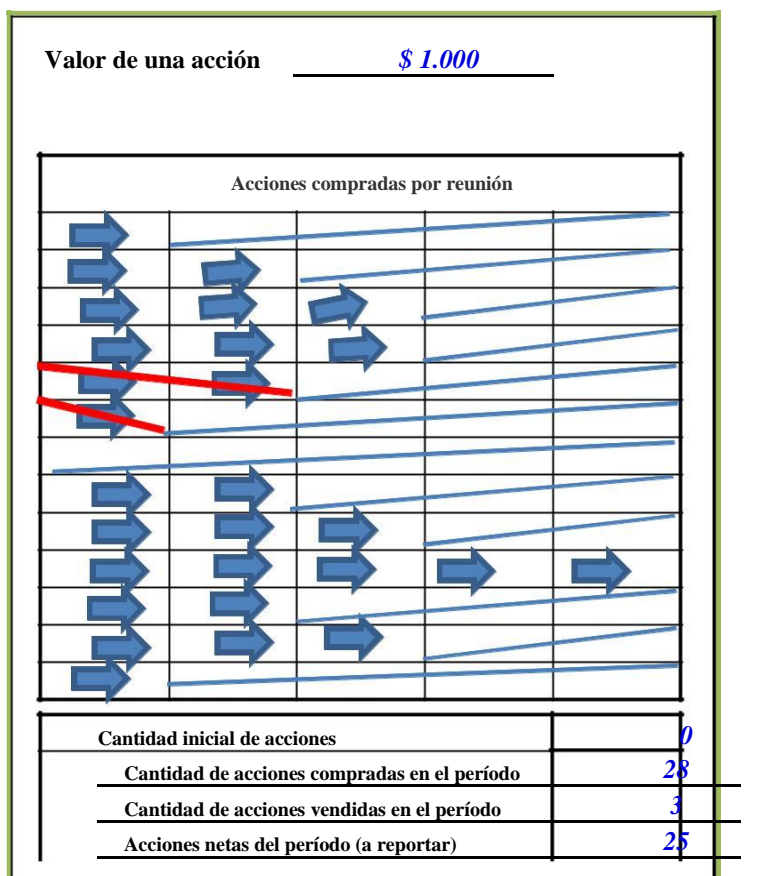 Valor de una acción $ 1.000
Acciones compradas por reunión
Cantidad inicial de acciones 0
Cantidad de acciones compradas en el período 28
Cantidad de acciones vendidas en el período 3
Acciones netas del período (a reportar) 25